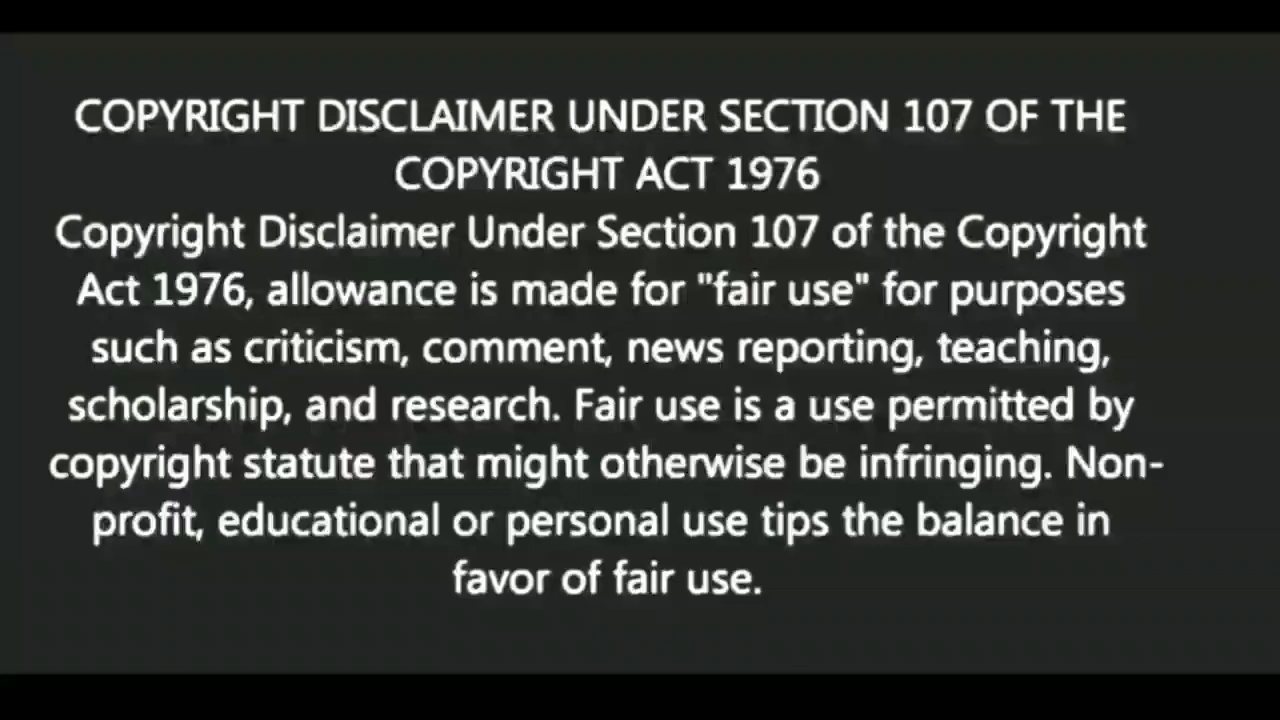 COPYRIGHT DISCLAIMER UNDER SECTION 107 OF THE
COPYRIGHT ACT 1976
Copyright Disclaimer Under Section 107 of the Copyright
Act 1976, allowance is made for "fair use" for purposes
such as criticism, comment, news reporting, teaching,
scholarship, and research. Fair use is a use permitted by
copyright statute that might otherwise be infringing. Non-
profit, educational or personal use tips the balance in
favor of fair use.